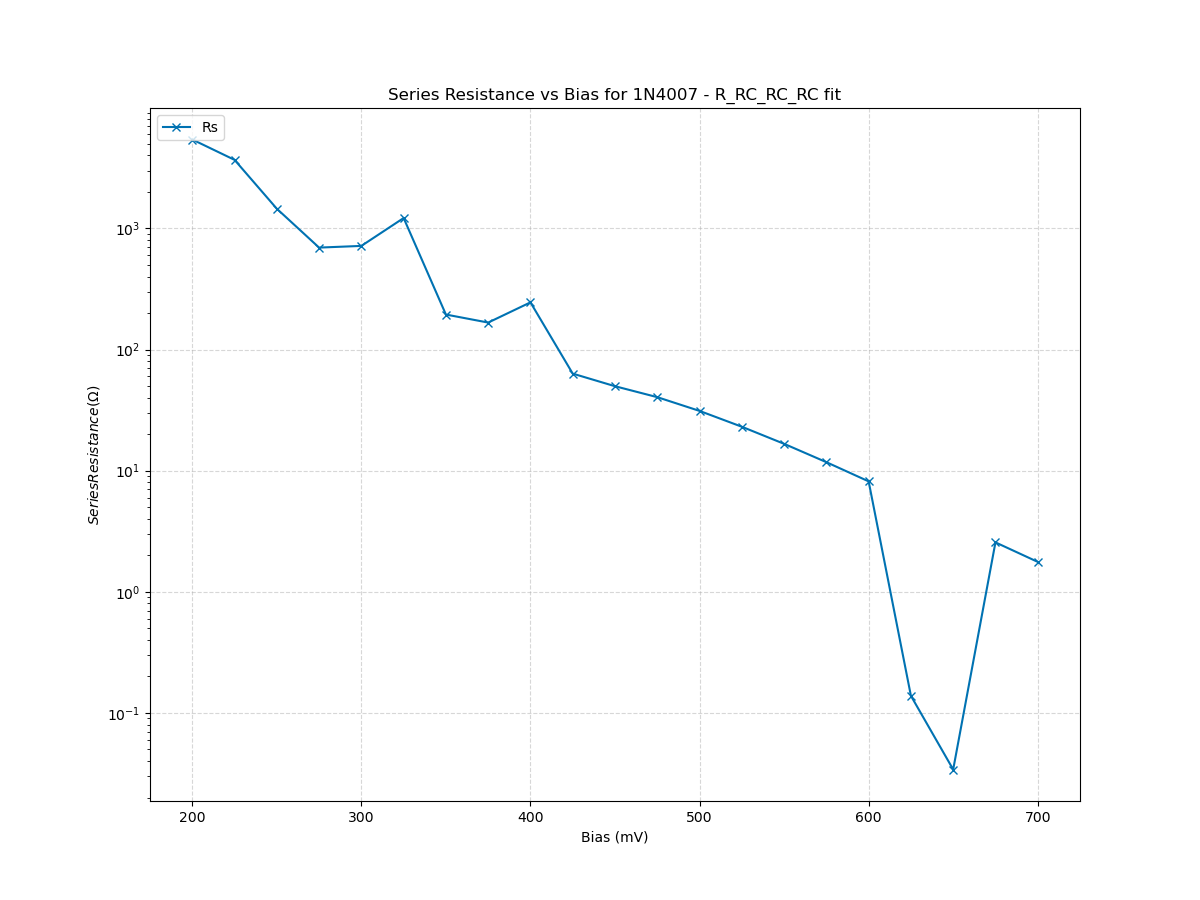 Series Resistance vs Bias for 1N4007 - R_RC_RC_RC fit
Rs
10³
10²
10¹
10⁰
10⁻¹
SeriesResistance(Ω)
200 300 400 500 600 700
Bias (mV)